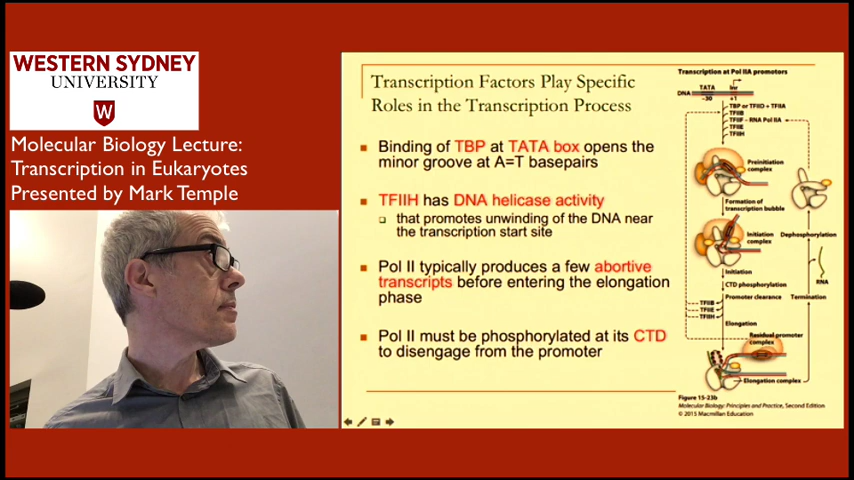 WESTERN SYDNEY
UNIVERSITY
W
Molecular Biology Lecture:
Transcription in Eukaryotes
Presented by Mark Temple
Transcription Factors Play Specific
Roles in the Transcription Process
Binding of TBP at TATA box opens the
minor groove at A=T basepairs
TFIIH has DNA helicase activity
that promotes unwinding of the DNA near
the transcription start site
Pol II typically produces a few abortive
transcripts before entering the elongation
phase
Pol II must be phosphorylated at its CTD
to disengage from the promoter
Transcription at Pol IIA promotors
TATA Inr
DNA
-30 +1
TBP or TFIID + TFIIA
TFIIB
TFIIF – RNA Pol IIA
TFIIE
TFIIH
Preinitiation
complex
Formation of
transcription bubble
Initiation
complex
Dephosphorylation
Initiation
RNA
CTD phosphorylation
Promoter clearance
Termination
TFIIB
TFIIE
TFIIH
Elongation
Residual promoter
complex
Elongation complex
Figure 15-23b
Molecular Biology: Principles and Practice, Second Edition
© 2015 Macmillan Education